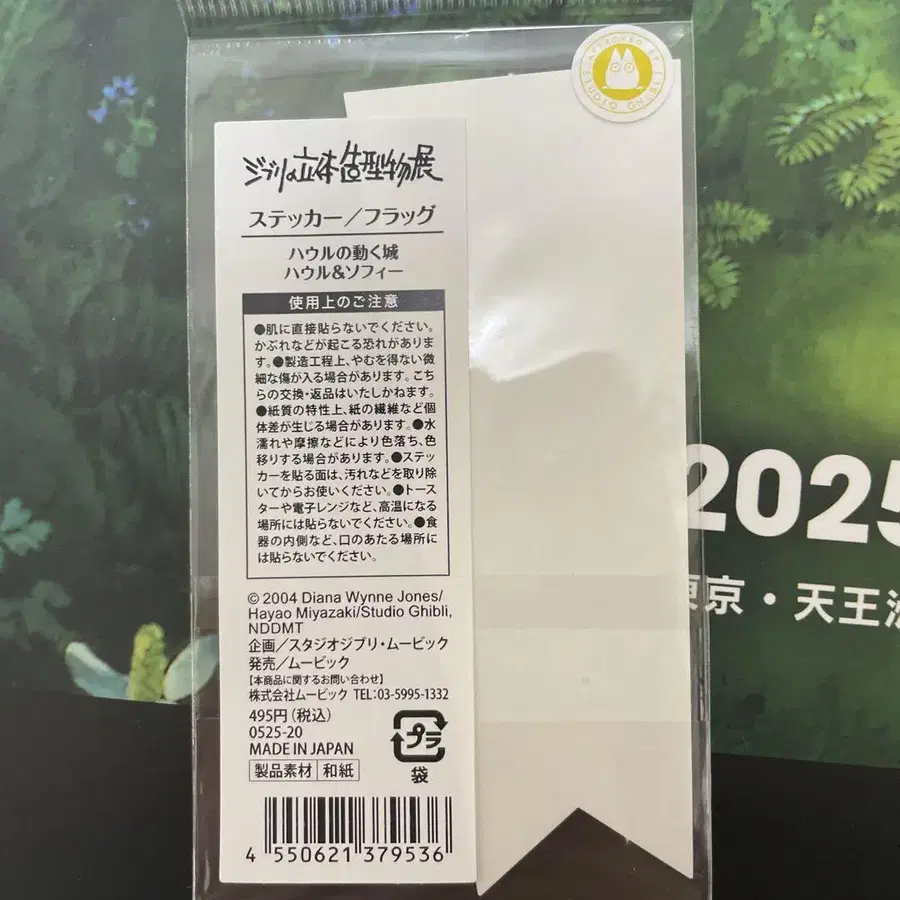 APPROVED BY
STUDIO GHIBLI
ジブリの立体造型物展
ステッカー／フラッグ
ハウルの動く城
ハウル&ソフィー
使用上のご注意
●肌に直接貼らないでください。
かぶれなどが起こる恐れがありま
す。●製造工程上、やむを得ない微
細な傷が入る場合があります。こち
らの交換・返品はいたしかねます。
●紙質の特性上、紙の繊維など個
体差が生じる場合があります。●水
濡れや摩擦などにより色落ち、色
移りする場合があります。●ステッ
カーを貼る面は、汚れなどを取り除
いてからお使いください。●トース
ターや電子レンジなど、高温になる
場所には貼らないでください。●食
器の内側など、口のあたる場所に
は貼らないでください。
© 2004 Diana Wynne Jones/
Hayao Miyazaki/Studio Ghibli,
NDDMT
企画／スタジオジブリ・ムービック
発売／ムービック
【本商品に関するお問い合わせ】
株式会社ムービック TEL：03-5995-1332
495円（税込）
0525-20
MADE IN JAPAN
製品素材 和紙
プラ
袋
4 550621 379536
2025
東京・天王